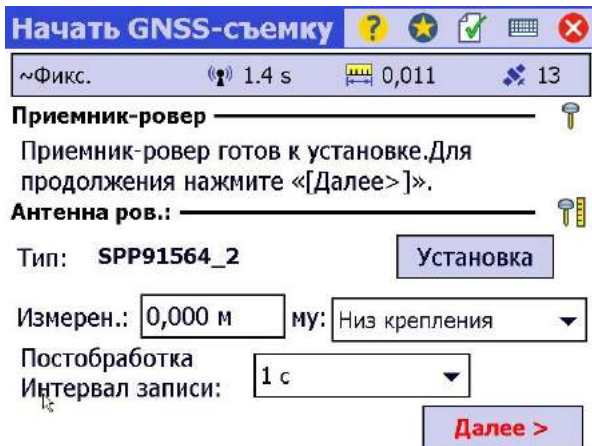 Начать GNSS-съемку
~Фикс. 1.4 s 0,011 13
Приемник-ровер
Приемник-ровер готов к установке.Для
продолжения нажмите «[Далее>]».
Антенна ров.:
Тип: SPP91564_2 Установка
Измерен.: 0,000 м му: Низ крепления
Постобработка
Интервал записи: 1 с
Далее >